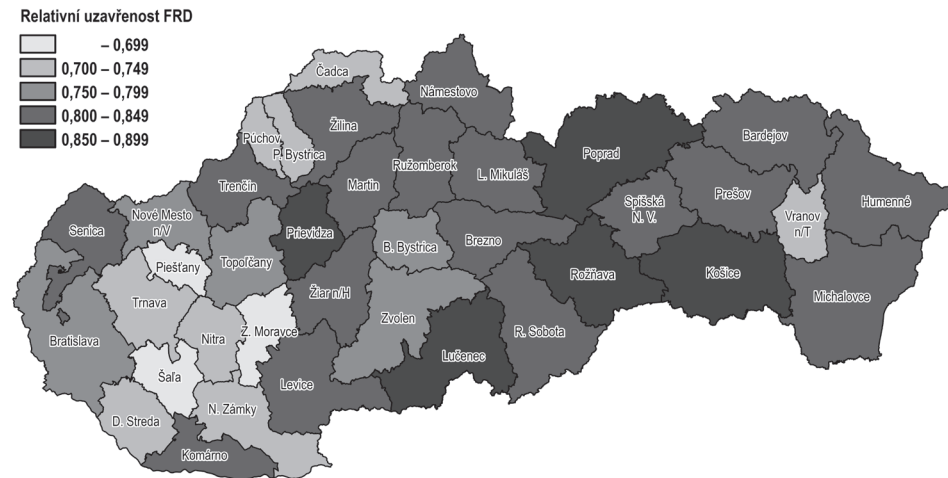 Relativní uzavřenost FRD
– 0,699
0,700 – 0,749
0,750 – 0,799
0,800 – 0,849
0,850 – 0,899
Čadca
Námestovo
Púchov
P. Bystrica
Žilina
Bardejov
Poprad
Ružomberok
L. Mikuláš
Martin
Trenčín
Spišská
N. V.
Prešov
Humenné
Vranov
n/T
Senica
Nové Mesto
n/V
Prievidza
B. Bystrica
Brezno
Piešťany
Topoľčany
Rožňava
Košice
Michalovce
Trnava
Žiar n/H
Zvolen
Bratislava
Nitra
Z. Moravce
R. Sobota
Lučenec
Šaľa
Levice
D. Streda
N. Zámky
Komárno